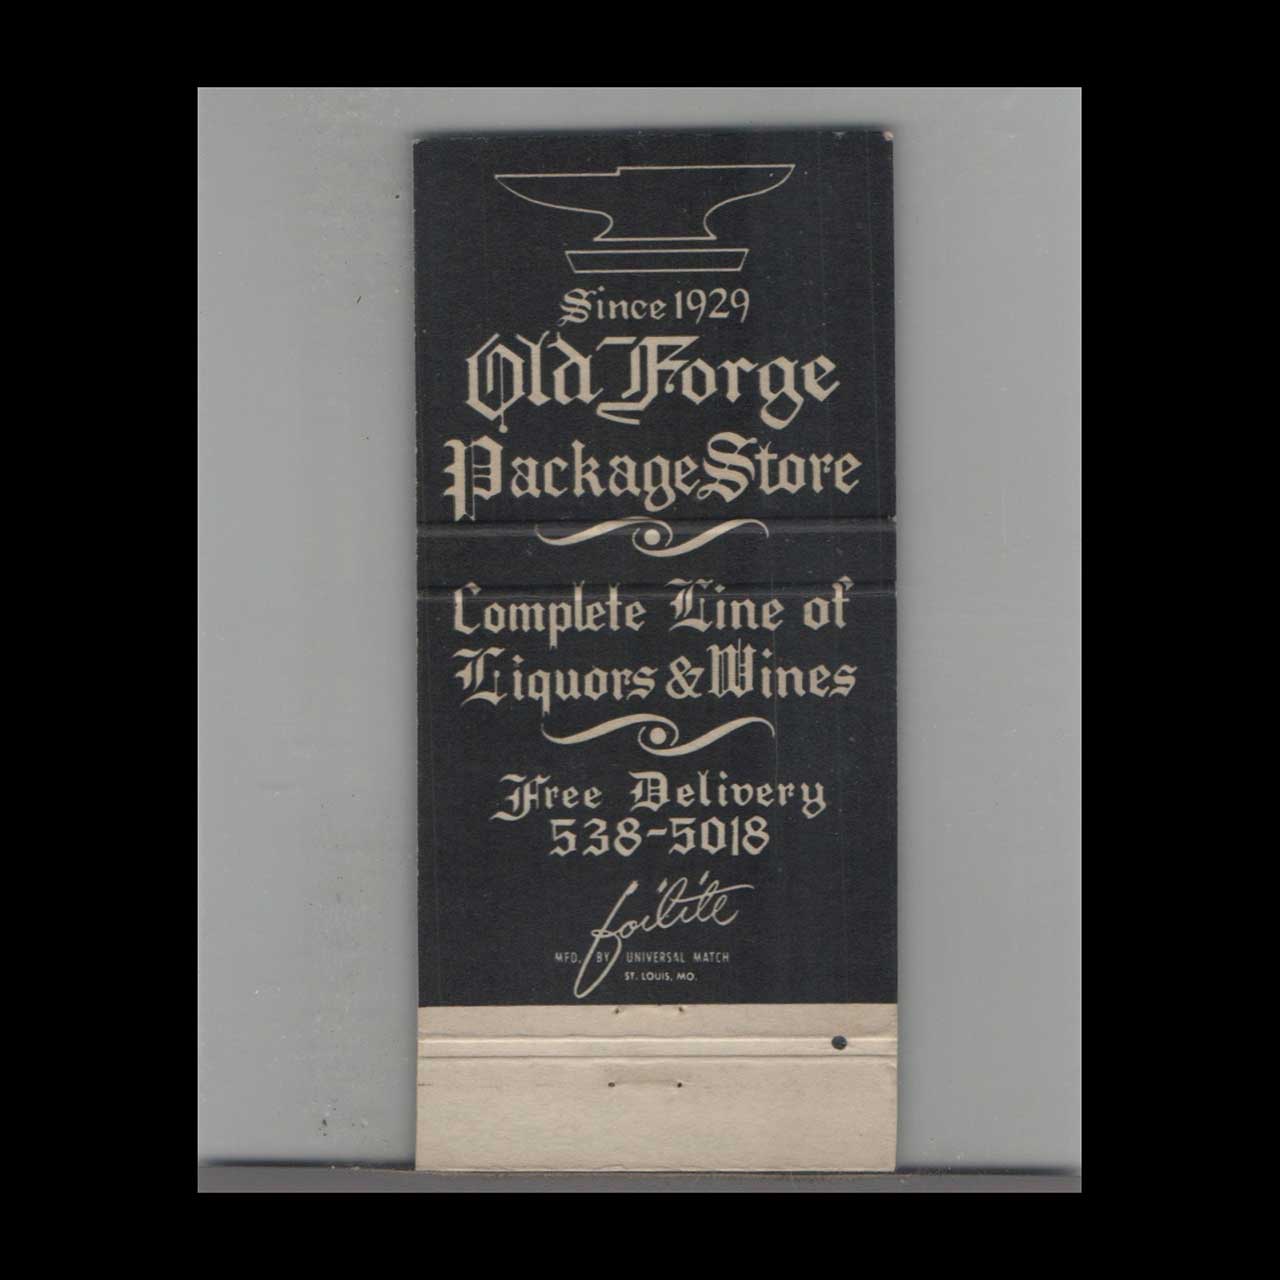 Since 1929
Old Forge
Package Store
Complete Line of
Liquors & Wines
Free Delivery
538-5018
foilite
MFD. BY UNIVERSAL MATCH
ST. LOUIS, MO.